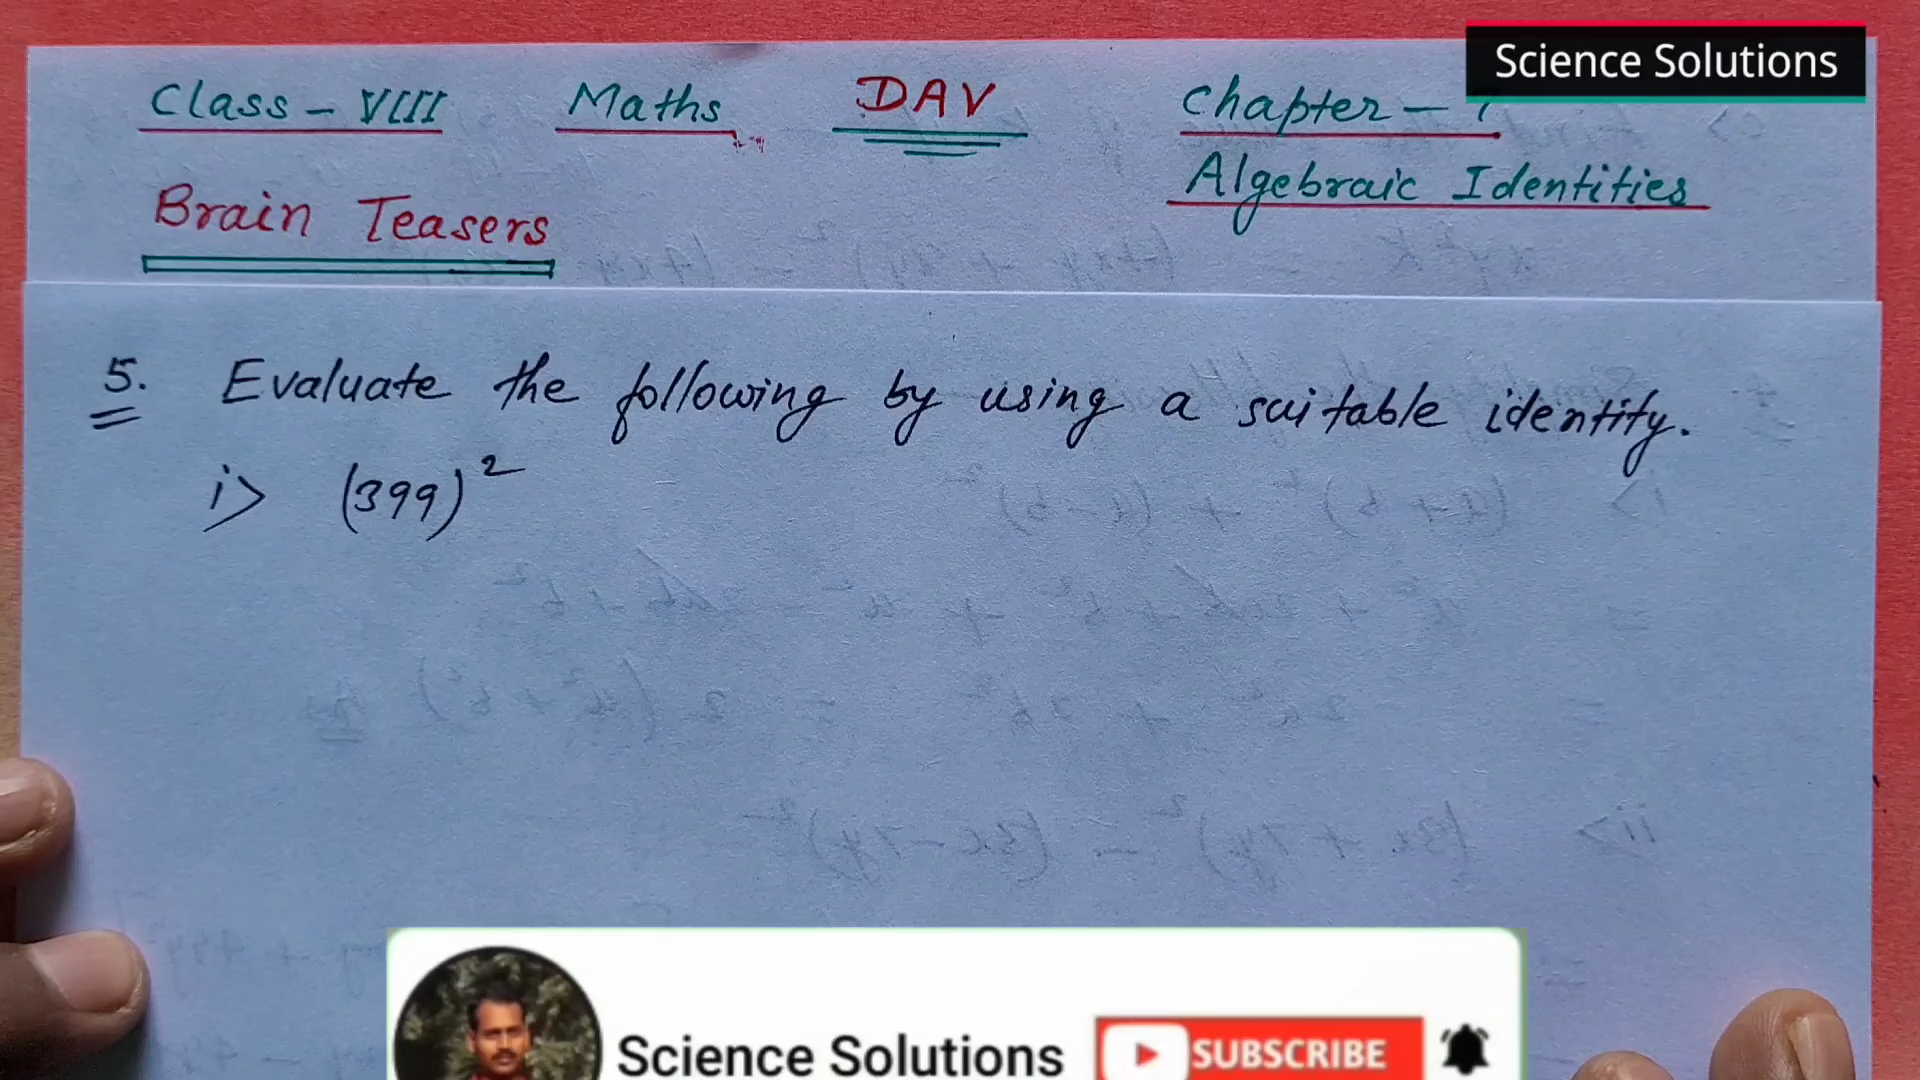 Science Solutions
Class - VIII Maths DAV Chapter - 7
Algebraic Identities
Brain Teasers
5. Evaluate the following by using a suitable identity.
i> (399)²
Science Solutions SUBSCRIBE